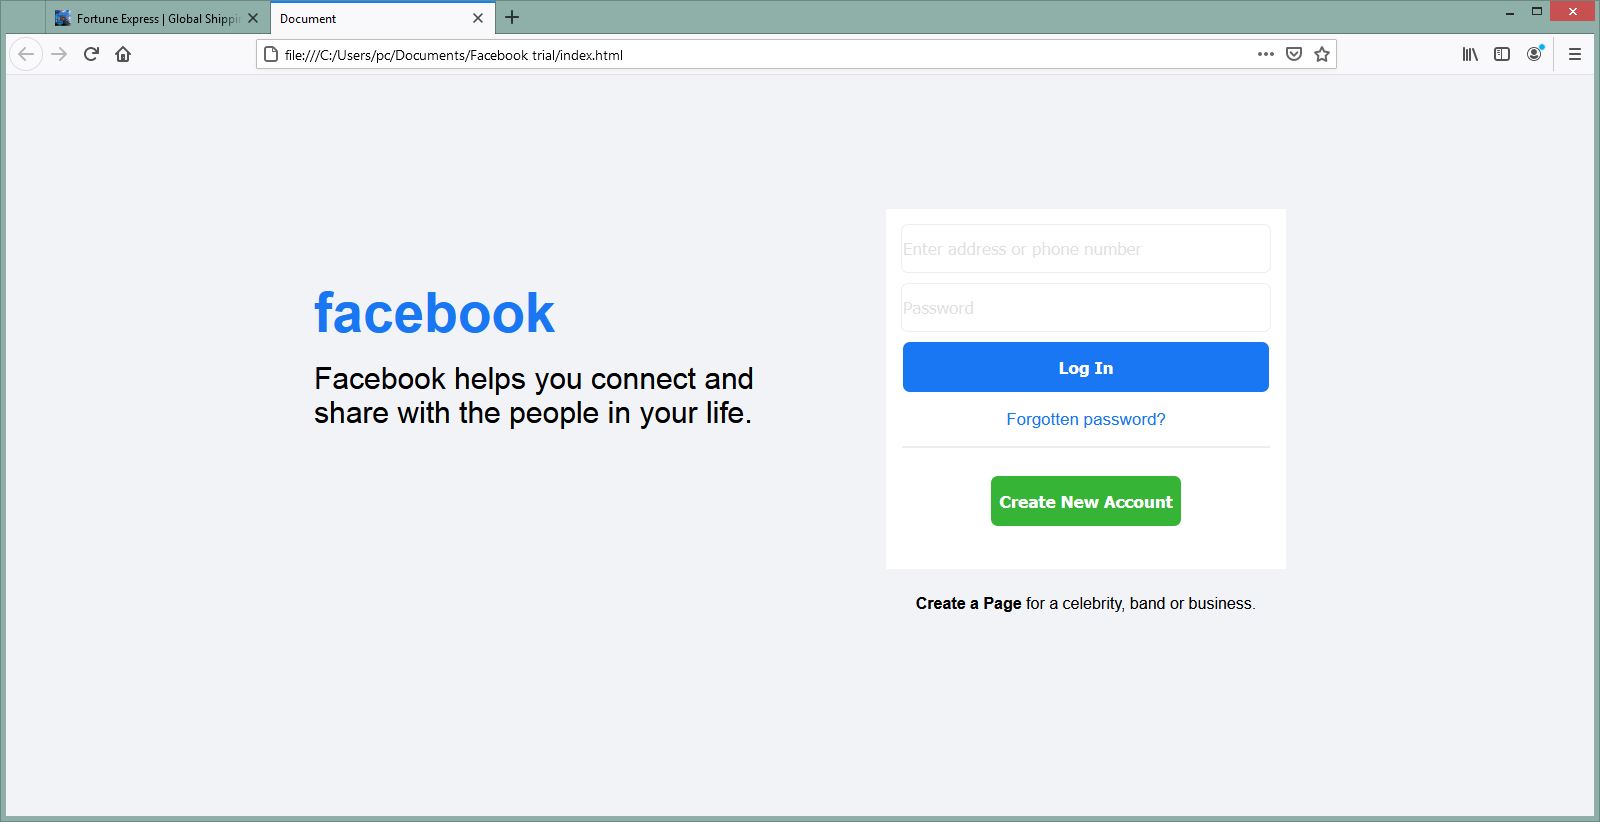 Fortune Express | Global Shippin
Document
file:///C:/Users/pc/Documents/Facebook trial/index.html
facebook
Facebook helps you connect and
share with the people in your life.
Enter address or phone number
Password
Log In
Forgotten password?
Create New Account
Create a Page for a celebrity, band or business.